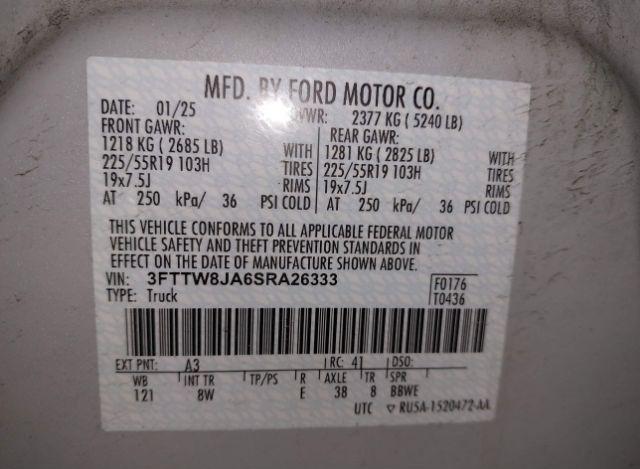 MFD. BY FORD MOTOR CO.
DATE: 01/25 VWR: 2377 KG ( 5240 LB)
FRONT GAWR: REAR GAWR:
1218 KG ( 2685 LB) WITH 1281 KG ( 2825 LB) WITH
225/55R19 103H TIRES 225/55R19 103H TIRES
19x7.5J RIMS 19x7.5J RIMS
AT 250 kPa/ 36 PSI COLD AT 250 kPa/ 36 PSI COLD
THIS VEHICLE CONFORMS TO ALL APPLICABLE FEDERAL MOTOR
VEHICLE SAFETY AND THEFT PREVENTION STANDARDS IN
EFFECT ON THE DATE OF MANUFACTURE SHOWN ABOVE.
VIN: 3FTTW8JA6SRA26333 F0176
TYPE: Truck T0436
EXT PNT: A3 RC: 41 DSO:
WB INT TR TP/PS R AXLE TR SPR
121 8W E 38 8 BBWE
UTC ▽ RU5A-1520472-AA